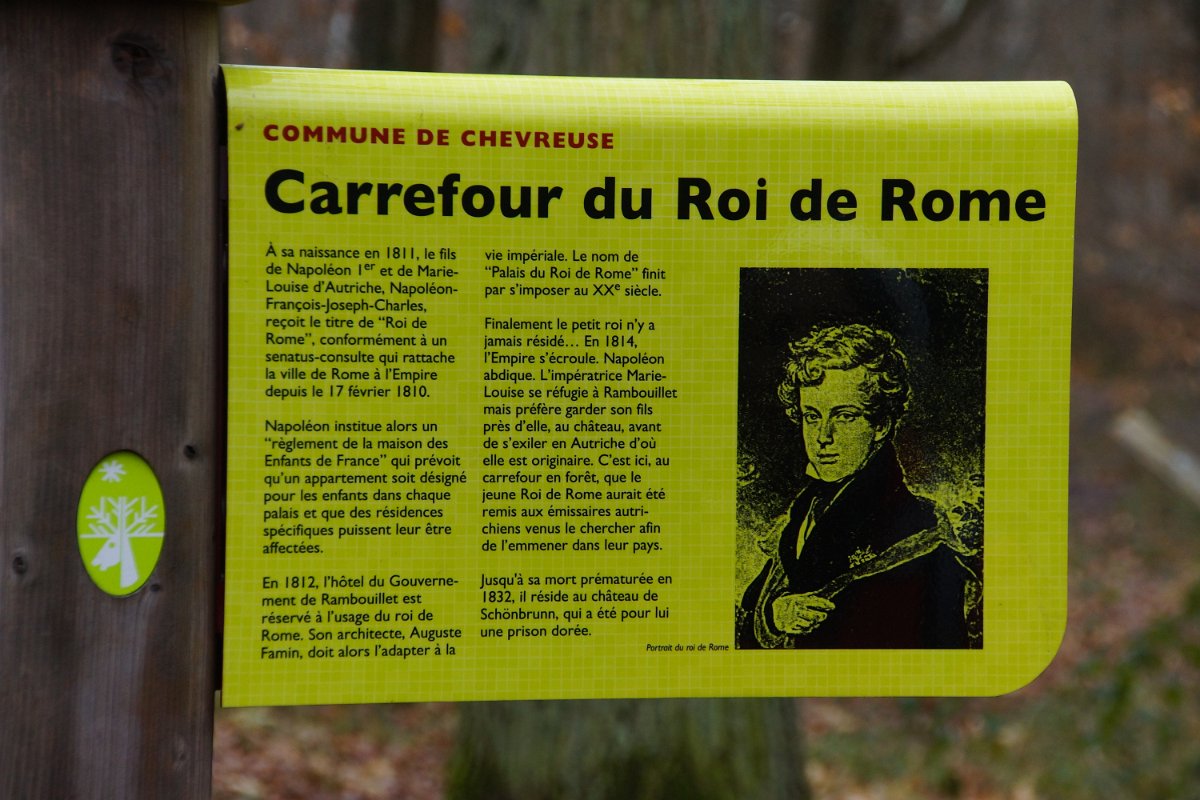 COMMUNE DE CHEVREUSE
Carrefour du Roi de Rome
À sa naissance en 1811, le fils
de Napoléon 1er et de Marie-
Louise d'Autriche, Napoléon-
François-Joseph-Charles,
reçoit le titre de "Roi de
Rome", conformément à un
senatus-consulte qui rattache
la ville de Rome à l'Empire
depuis le 17 février 1810.
Napoléon institue alors un
"règlement de la maison des
Enfants de France" qui prévoit
qu'un appartement soit désigné
pour les enfants dans chaque
palais et que des résidences
spécifiques puissent leur être
affectées.
En 1812, l'hôtel du Gouverne-
ment de Rambouillet est
réservé à l'usage du roi de
Rome. Son architecte, Auguste
Famin, doit alors l'adapter à la
vie impériale. Le nom de
"Palais du Roi de Rome" finit
par s'imposer au XXe siècle.
Finalement le petit roi n'y a
jamais résidé... En 1814,
l'Empire s'écroule. Napoléon
abdique. L'impératrice Marie-
Louise se réfugie à Rambouillet
mais préfère garder son fils
près d'elle, au château, avant
de s'exiler en Autriche d'où
elle est originaire. C'est ici, au
carrefour en forêt, que le
jeune Roi de Rome aurait été
remis aux émissaires autri-
chiens venus le chercher afin
de l'emmener dans leur pays.
Jusqu'à sa mort prématurée en
1832, il réside au château de
Schönbrunn, qui a été pour lui
une prison dorée.
Portrait du roi de Rome